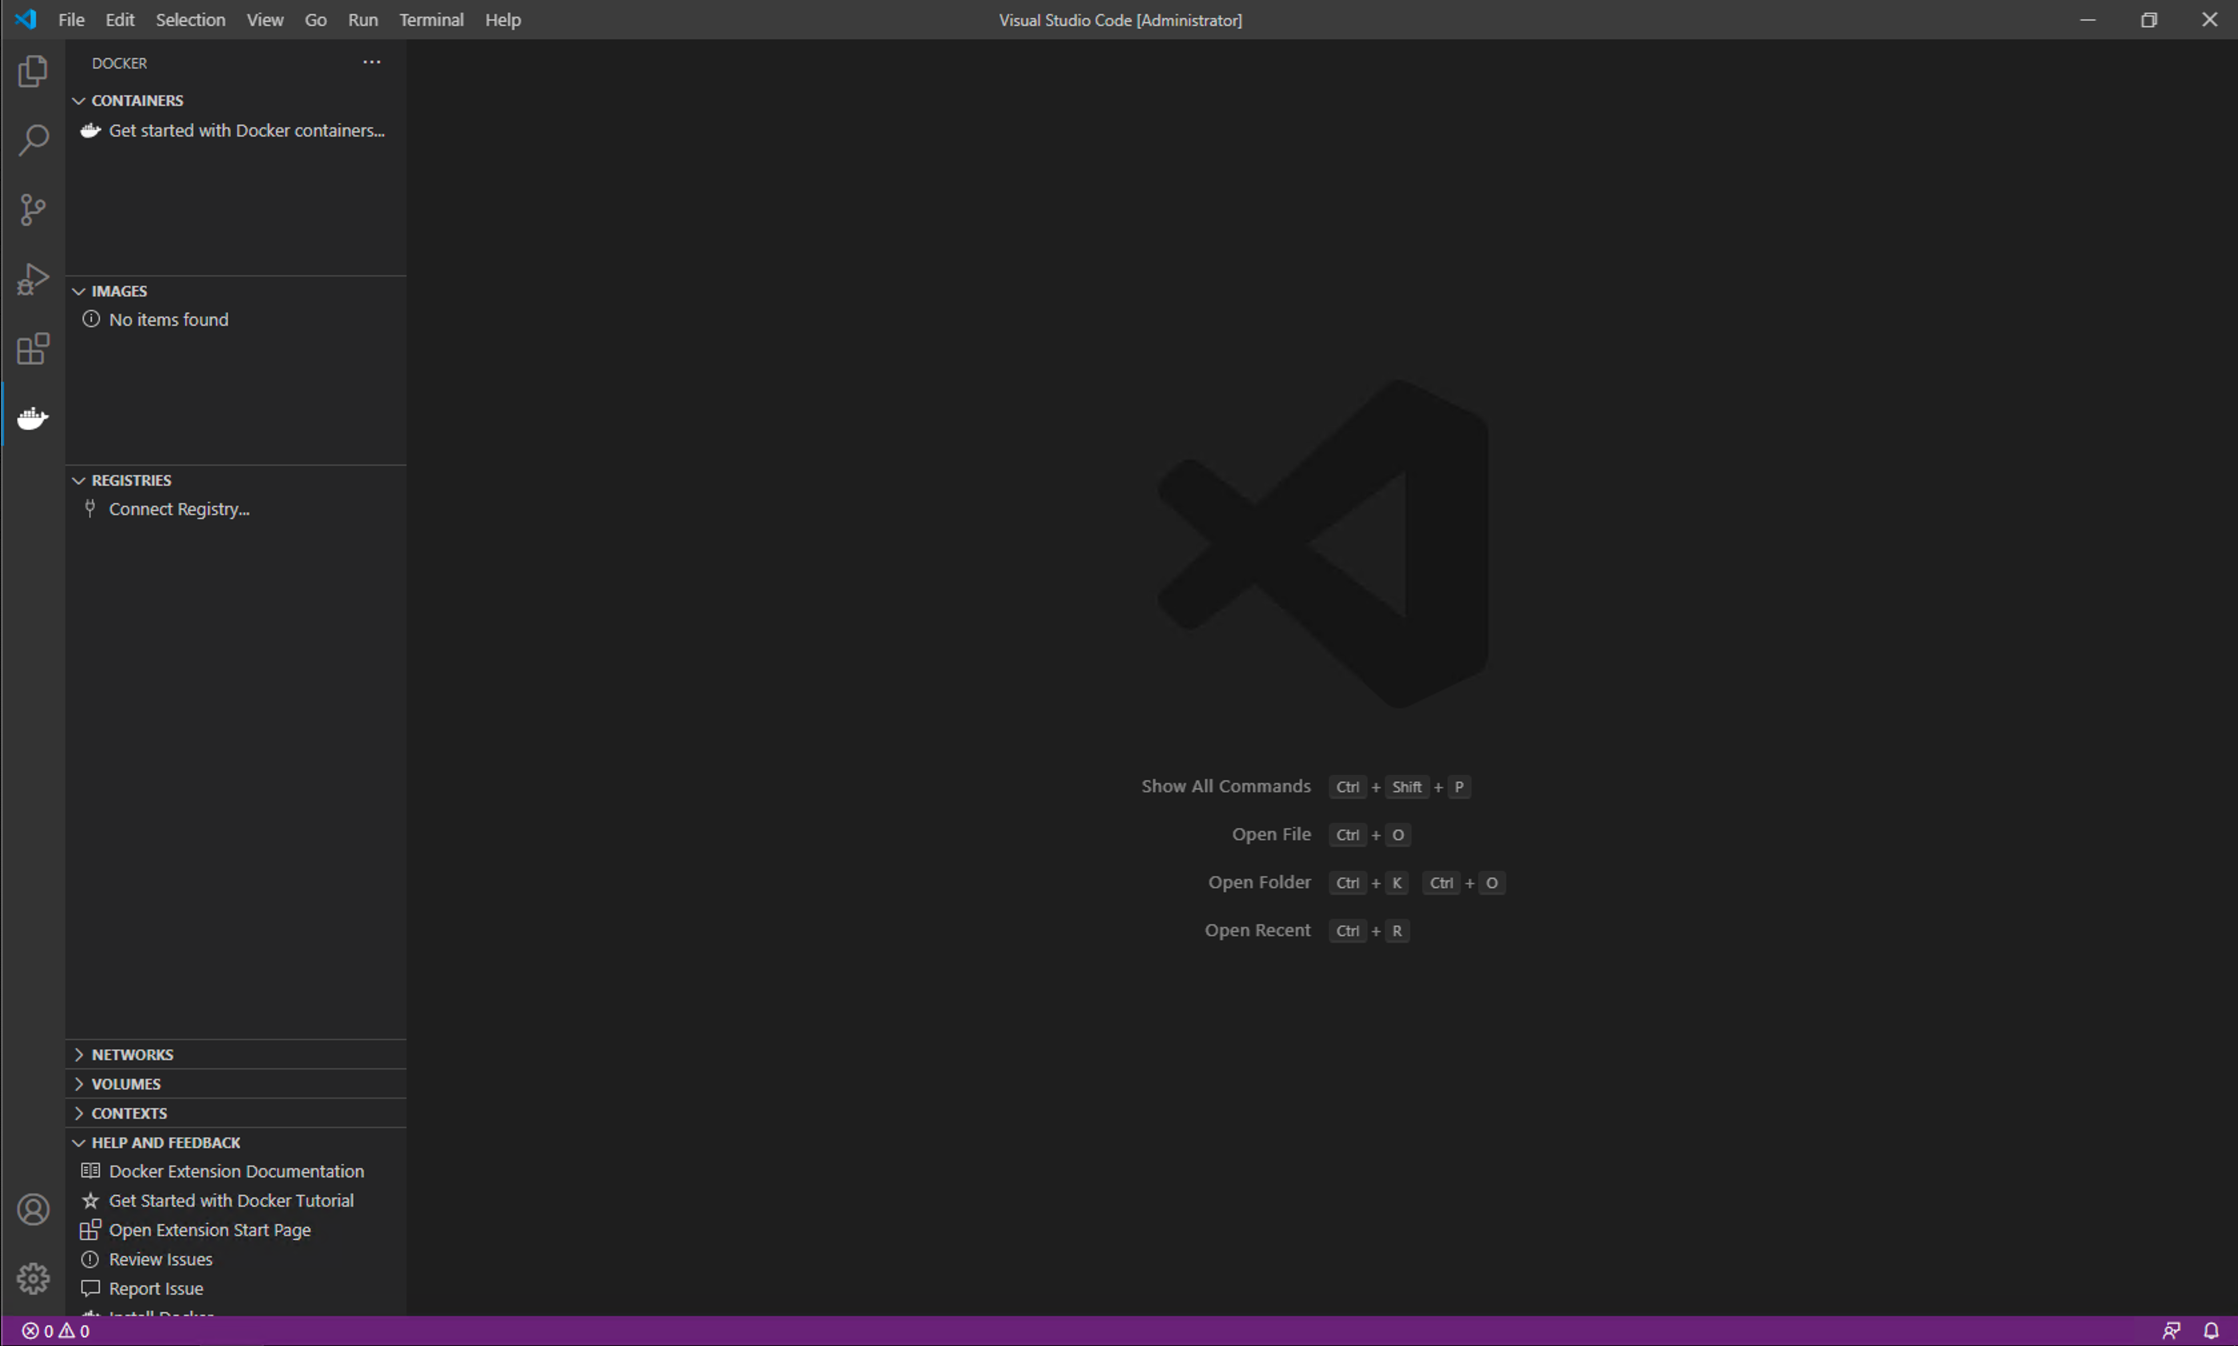 File Edit Selection View Go Run Terminal Help
Visual Studio Code [Administrator]
DOCKER
CONTAINERS
Get started with Docker containers...
IMAGES
No items found
REGISTRIES
Connect Registry...
Show All Commands Ctrl + Shift + P
Open File Ctrl + O
Open Folder Ctrl + K Ctrl + O
Open Recent Ctrl + R
NETWORKS
VOLUMES
CONTEXTS
HELP AND FEEDBACK
Docker Extension Documentation
Get Started with Docker Tutorial
Open Extension Start Page
Review Issues
Report Issue
Install Docker
0 0